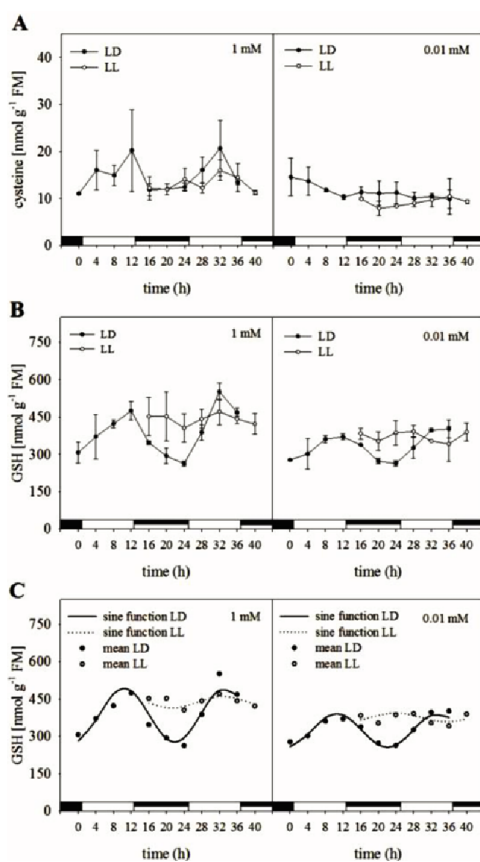 A
1 mM
LD
LL
0.01 mM
LD
LL
cysteine [nmol g⁻¹ FM]
40
30
20
10
0
0 4 8 12 16 20 24 28 32 36 40
0 4 8 12 16 20 24 28 32 36 40
time (h)
time (h)
B
LD
LL
1 mM
LD
LL
0.01 mM
GSH [nmol g⁻¹ FM]
750
600
450
300
150
0
0 4 8 12 16 20 24 28 32 36 40
0 4 8 12 16 20 24 28 32 36 40
time (h)
time (h)
C
sine function LD
sine function LL
mean LD
mean LL
1 mM
sine function LD
sine function LL
mean LD
mean LL
0.01 mM
GSH [nmol g⁻¹ FM]
750
600
450
300
150
0
0 4 8 12 16 20 24 28 32 36 40
0 4 8 12 16 20 24 28 32 36 40
time (h)
time (h)